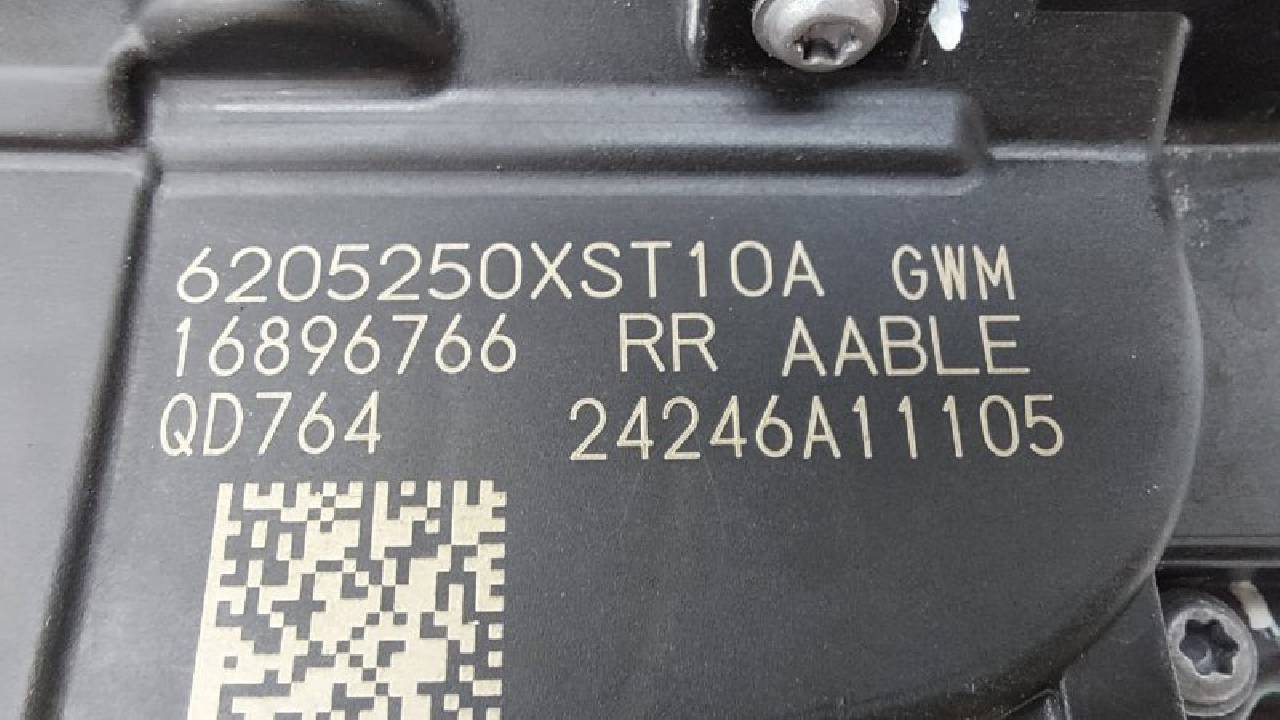 6205250XST10A GWM
16896766 RR AABLE
QD764 24246A11105